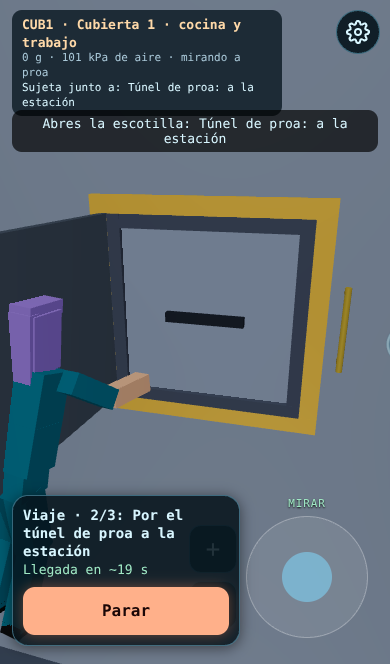 CUB1 · Cubierta 1 · cocina y
trabajo
0 g · 101 kPa de aire · mirando a
proa
Sujeta junto a: Túnel de proa: a la
estación
Abres la escotilla: Túnel de proa: a la
estación
MIRAR
Viaje · 2/3: Por el
túnel de proa a la
estación
+
Llegada en ~19 s
Parar